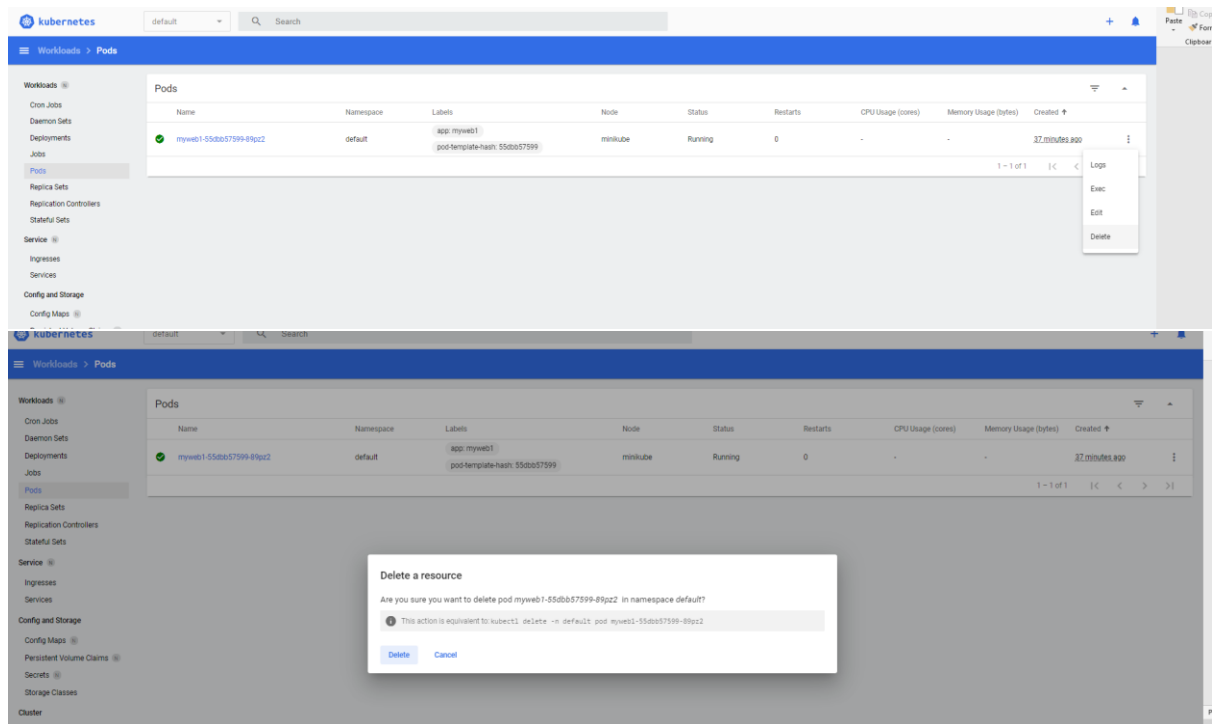 kubernetes
default
Search
Paste
Cop
Form
Clipboar
Workloads > Pods
Workloads N
Cron Jobs
Daemon Sets
Deployments
Jobs
Pods
Replica Sets
Replication Controllers
Stateful Sets
Service N
Ingresses
Services
Config and Storage
Config Maps N
Pods
Name Namespace Labels Node Status Restarts CPU Usage (cores) Memory Usage (bytes) Created
myweb1-55dbb57599-89pz2 default app: myweb1 minikube Running 0 - - 37 minutes ago
pod-template-hash: 55dbb57599
1 – 1 of 1
Logs
Exec
Edit
Delete
kubernetes
default
Search
Workloads > Pods
Workloads N
Cron Jobs
Daemon Sets
Deployments
Jobs
Pods
Replica Sets
Replication Controllers
Stateful Sets
Service N
Ingresses
Services
Config and Storage
Config Maps N
Persistent Volume Claims N
Secrets N
Storage Classes
Cluster
Pods
Name Namespace Labels Node Status Restarts CPU Usage (cores) Memory Usage (bytes) Created
myweb1-55dbb57599-89pz2 default app: myweb1 minikube Running 0 - - 37 minutes ago
pod-template-hash: 55dbb57599
1 – 1 of 1
Delete a resource
Are you sure you want to delete pod myweb1-55dbb57599-89pz2 in namespace default?
This action is equivalent to: kubectl delete -n default pod myweb1-55dbb57599-89pz2
Delete Cancel
P